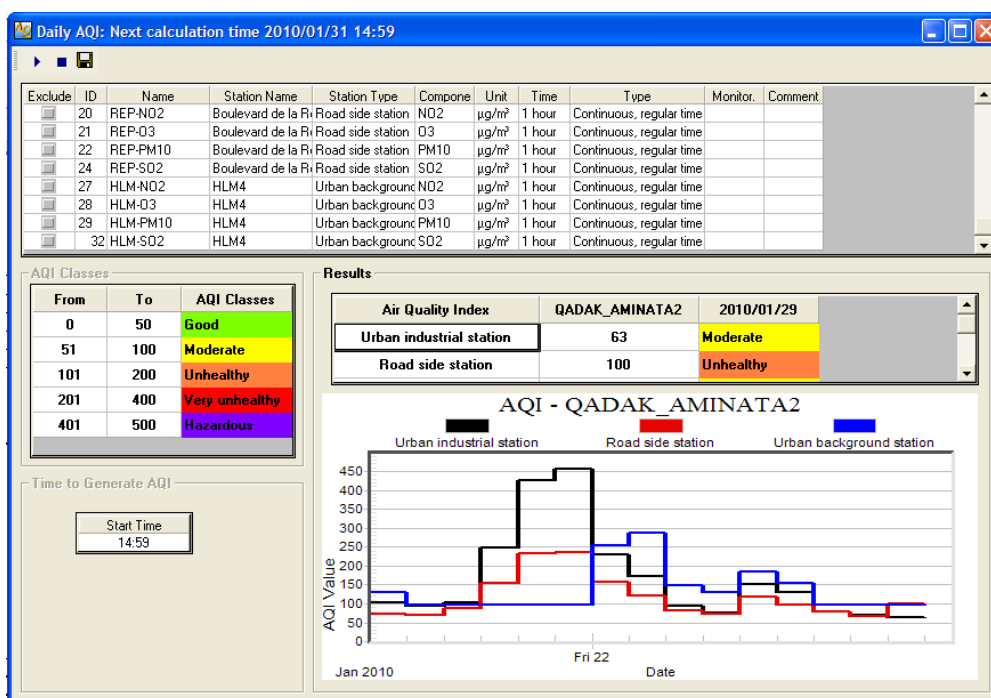 Daily AQI: Next calculation time 2010/01/31 14:59
Exclude ID Name Station Name Station Type Compone Unit Time Type Monitor. Comment
20 REP-NO2 Boulevard de la R Road side station NO2 µg/m³ 1 hour Continuous, regular time
21 REP-O3 Boulevard de la R Road side station O3 µg/m³ 1 hour Continuous, regular time
22 REP-PM10 Boulevard de la R Road side station PM10 µg/m³ 1 hour Continuous, regular time
24 REP-SO2 Boulevard de la R Road side station SO2 µg/m³ 1 hour Continuous, regular time
27 HLM-NO2 HLM4 Urban background NO2 µg/m³ 1 hour Continuous, regular time
28 HLM-O3 HLM4 Urban background O3 µg/m³ 1 hour Continuous, regular time
29 HLM-PM10 HLM4 Urban background PM10 µg/m³ 1 hour Continuous, regular time
32 HLM-SO2 HLM4 Urban background SO2 µg/m³ 1 hour Continuous, regular time
AQI Classes
From To AQI Classes
0 50 Good
51 100 Moderate
101 200 Unhealthy
201 400 Very unhealthy
401 500 Hazardous
Time to Generate AQI
Start Time
14:59
Results
Air Quality Index QADAK_AMINATA2 2010/01/29
Urban industrial station 63 Moderate
Road side station 100 Unhealthy
AQI - QADAK_AMINATA2
Urban industrial station Road side station Urban background station
AQI Value
450
400
350
300
250
200
150
100
50
0
Fri 22
Jan 2010 Date